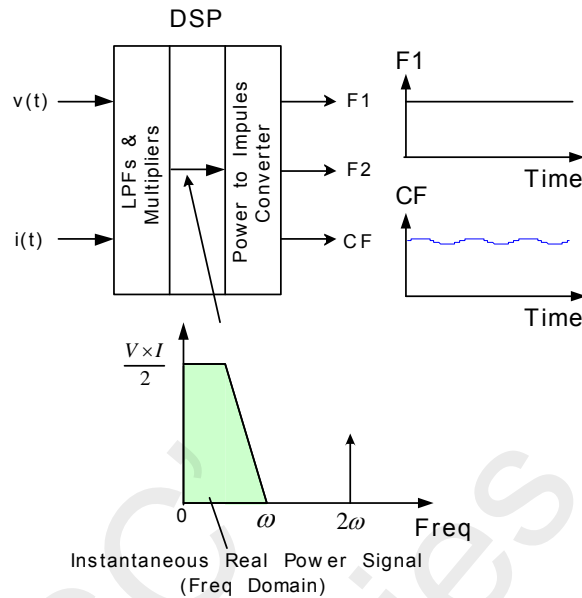 DSP
v(t)
i(t)
LPFs &
Multipliers
Power to Impules
Converter
F1
F2
CF
F1
Time
CF
Time
V×I
2
0
ω
2ω
Freq
Instantaneous Real Power Signal
(Freq Domain)